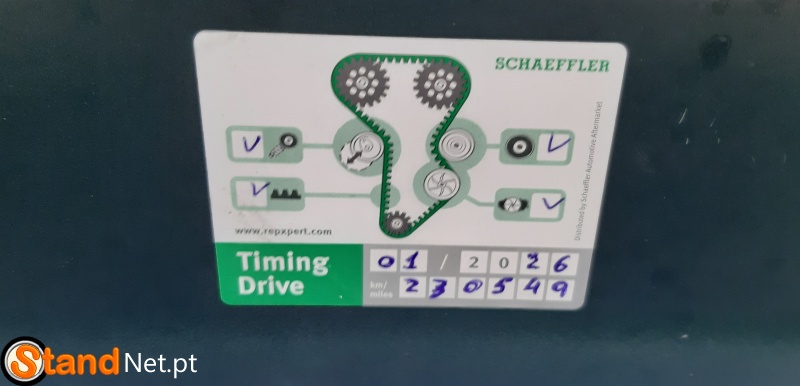 SCHAEFFLER
Distributed by Schaeffler Automotive Aftermarket
www.repxpert.com
Timing
Drive
01/2026
km/
miles
230549
StandNet.pt